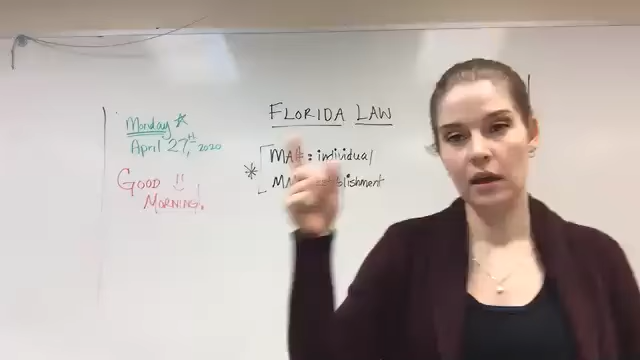 Monday
April 27th, 2020
GOOD
MORNING.
FLORIDA LAW
MA#: individual